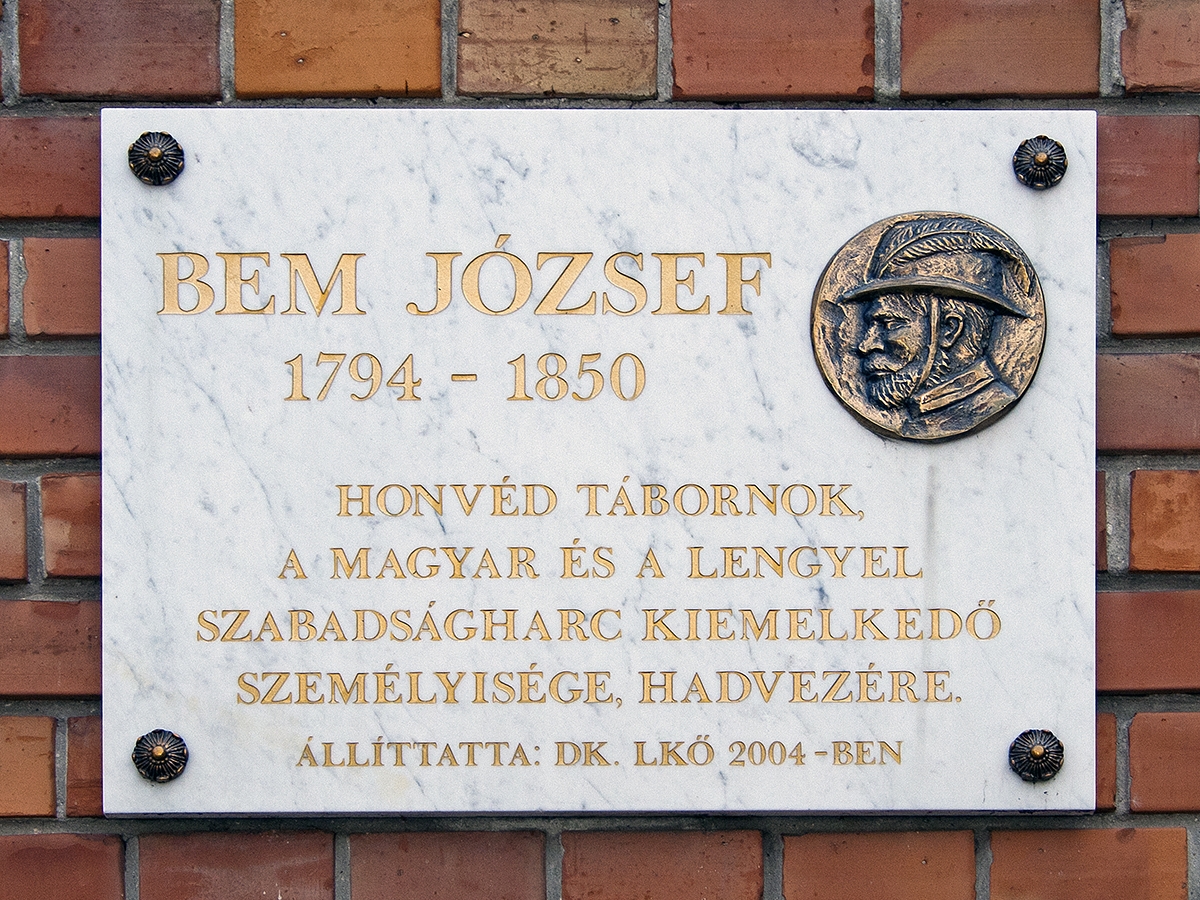 BEM JÓZSEF
1794 - 1850
HONVÉD TÁBORNOK,
A MAGYAR ÉS A LENGYEL
SZABADSÁGHARC KIEMELKEDŐ
SZEMÉLYISÉGE, HADVEZÉRE.
ÁLLÍTTATTA: DK. LKŐ 2004-BEN